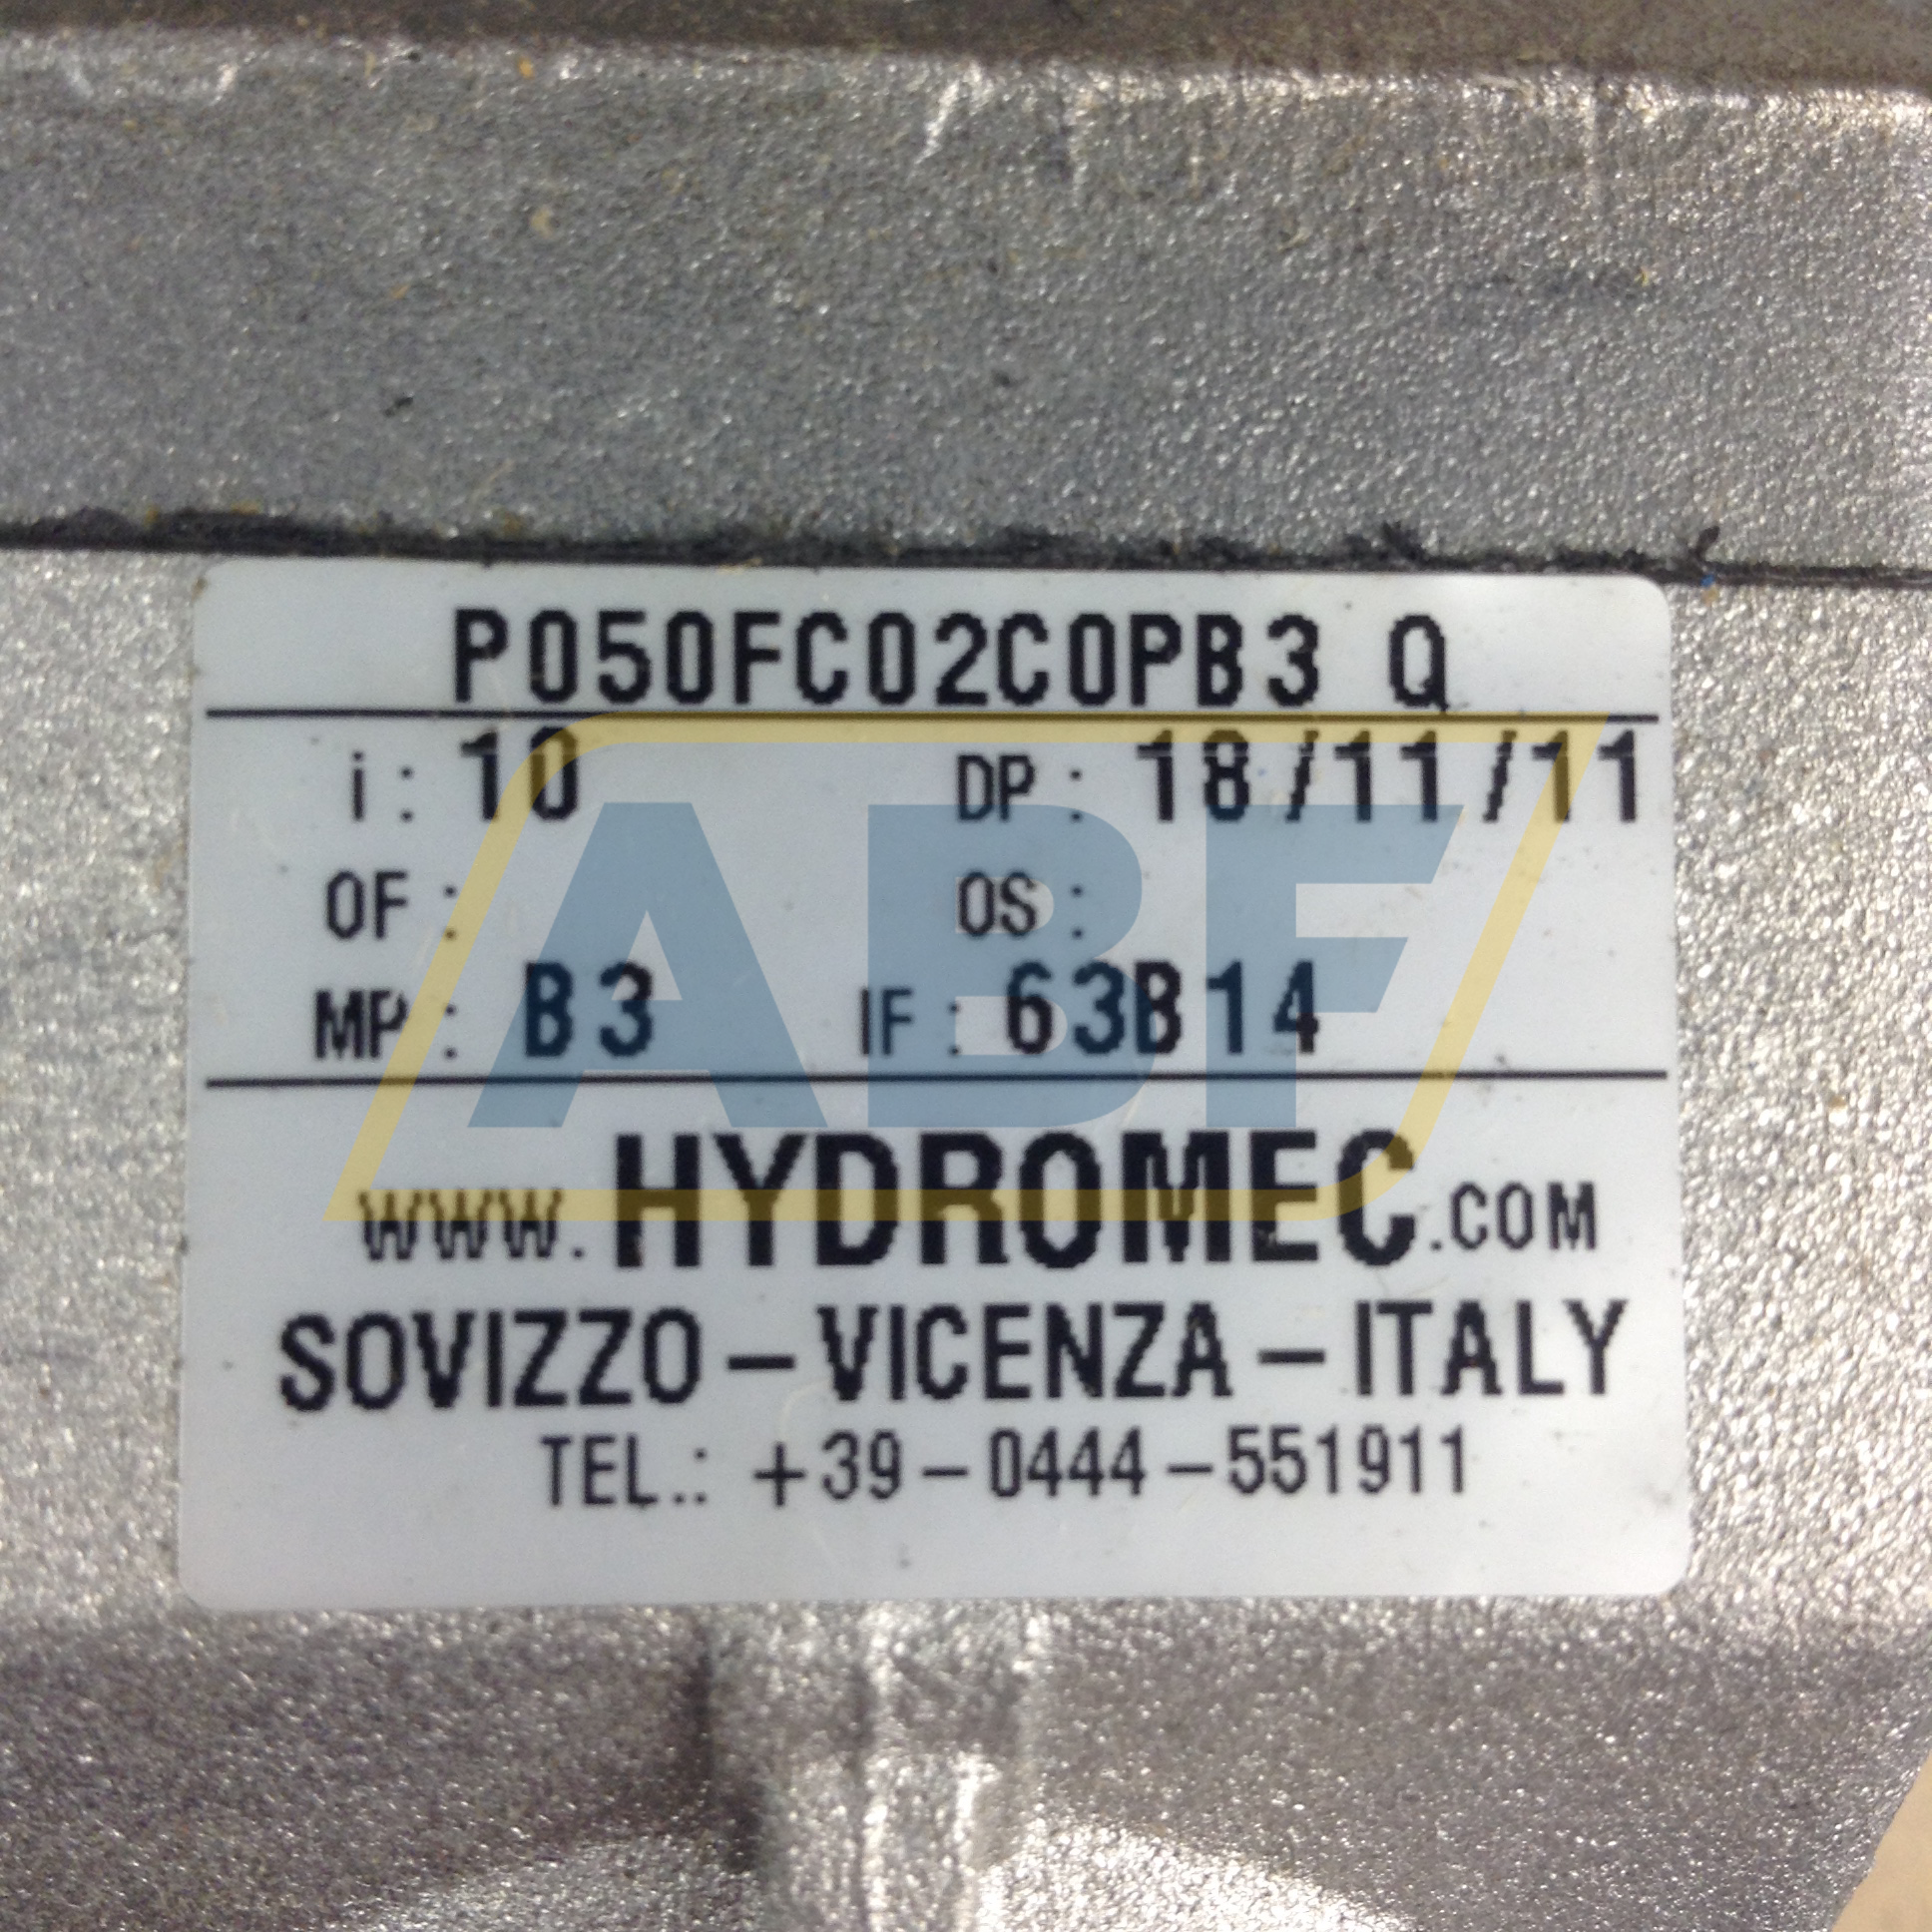 P050FC02C0PB3 Q
i: 10 DP: 18/11/11
OF: OS:
MP: B3 IF: 63B14
www.HYDROMEC.COM
SOVIZZO-VICENZA-ITALY
TEL.: +39-0444-551911
ABF